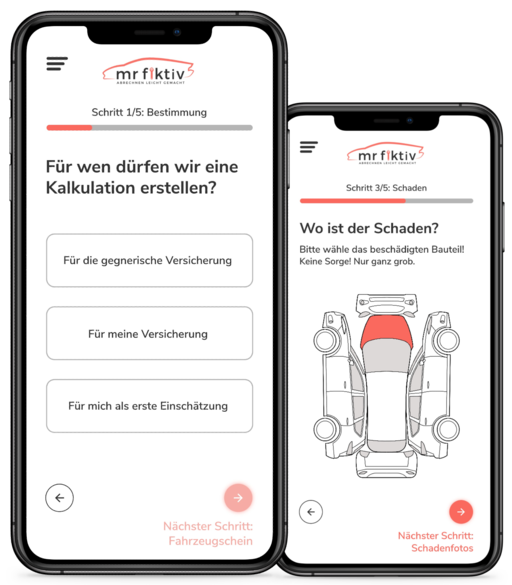 mr fiktiv
ABRECHNEN LEICHT GEMACHT
Schritt 1/5: Bestimmung
Für wen dürfen wir eine
Kalkulation erstellen?
Für die gegnerische Versicherung
Für meine Versicherung
Für mich als erste Einschätzung
Nächster Schritt:
Fahrzeugschein
mr fiktiv
ABRECHNEN LEICHT GEMACHT
Schritt 3/5: Schaden
Wo ist der Schaden?
Bitte wähle das beschädigten Bauteil!
Keine Sorge! Nur ganz grob.
Nächster Schritt:
Schadenfotos